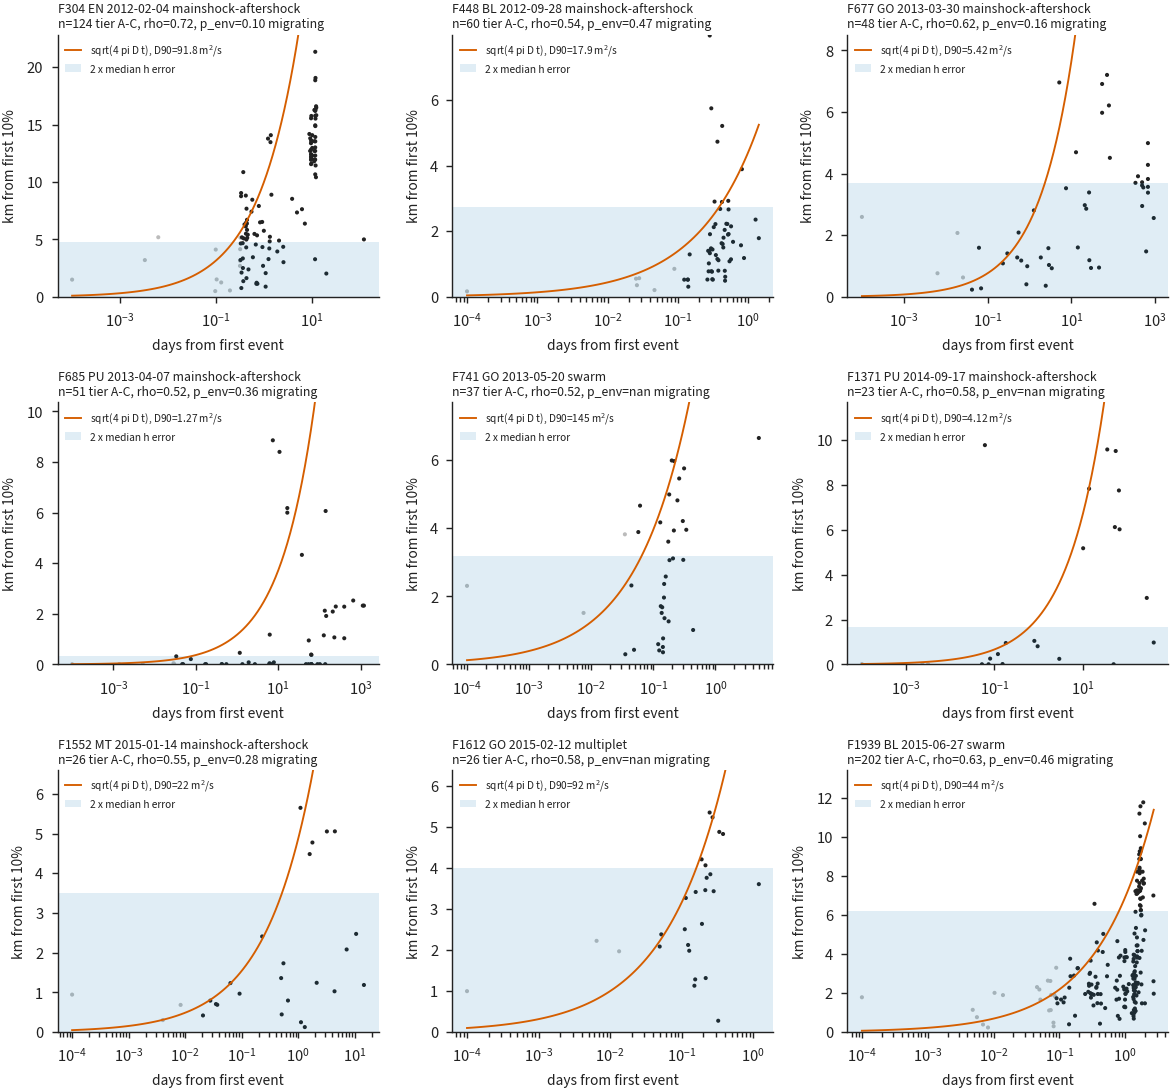 F304 EN 2012-02-04 mainshock-aftershock
n=124 tier A-C, rho=0.72, p_env=0.10 migrating
sqrt(4 pi D t), D90=91.8 m²/s
2 x median h error
km from first 10%
20
15
10
5
0
10⁻³
10⁻¹
10¹
days from first event
F448 BL 2012-09-28 mainshock-aftershock
n=60 tier A-C, rho=0.54, p_env=0.47 migrating
sqrt(4 pi D t), D90=17.9 m²/s
2 x median h error
km from first 10%
6
4
2
0
10⁻⁴
10⁻³
10⁻²
10⁻¹
10⁰
days from first event
F677 GO 2013-03-30 mainshock-aftershock
n=48 tier A-C, rho=0.62, p_env=0.16 migrating
sqrt(4 pi D t), D90=5.42 m²/s
2 x median h error
km from first 10%
8
6
4
2
0
10⁻³
10⁻¹
10¹
10³
days from first event
F685 PU 2013-04-07 mainshock-aftershock
n=51 tier A-C, rho=0.52, p_env=0.36 migrating
sqrt(4 pi D t), D90=1.27 m²/s
2 x median h error
km from first 10%
10
8
6
4
2
0
10⁻³
10⁻¹
10¹
10³
days from first event
F741 GO 2013-05-20 swarm
n=37 tier A-C, rho=0.52, p_env=nan migrating
sqrt(4 pi D t), D90=145 m²/s
2 x median h error
km from first 10%
6
4
2
0
10⁻⁴
10⁻³
10⁻²
10⁻¹
10⁰
days from first event
F1371 PU 2014-09-17 mainshock-aftershock
n=23 tier A-C, rho=0.58, p_env=nan migrating
sqrt(4 pi D t), D90=4.12 m²/s
2 x median h error
km from first 10%
10
8
6
4
2
0
10⁻³
10⁻¹
10¹
days from first event
F1552 MT 2015-01-14 mainshock-aftershock
n=26 tier A-C, rho=0.55, p_env=0.28 migrating
sqrt(4 pi D t), D90=22 m²/s
2 x median h error
km from first 10%
6
5
4
3
2
1
0
10⁻⁴
10⁻³
10⁻²
10⁻¹
10⁰
10¹
days from first event
F1612 GO 2015-02-12 multiplet
n=26 tier A-C, rho=0.58, p_env=nan migrating
sqrt(4 pi D t), D90=92 m²/s
2 x median h error
km from first 10%
6
5
4
3
2
1
0
10⁻⁴
10⁻³
10⁻²
10⁻¹
10⁰
days from first event
F1939 BL 2015-06-27 swarm
n=202 tier A-C, rho=0.63, p_env=0.46 migrating
sqrt(4 pi D t), D90=44 m²/s
2 x median h error
km from first 10%
12
10
8
6
4
2
0
10⁻⁴
10⁻³
10⁻²
10⁻¹
10⁰
days from first event